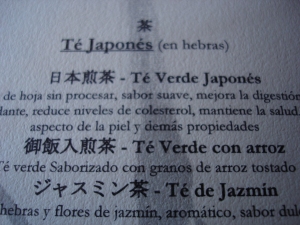 茶
Té Japonés (en hebras)
日本煎茶 - Té Verde Japonés
de hoja sin procesar, sabor suave, mejora la digestión
lante, reduce niveles de colesterol, mantiene la salud
aspecto de la piel y demás propiedades
御飯入煎茶 - Té Verde con arroz
Té verde Saborizado con granos de arroz tostado
ジャスミン茶 - Té de Jazmín
hebras y flores de jazmín, aromático, sabor dul